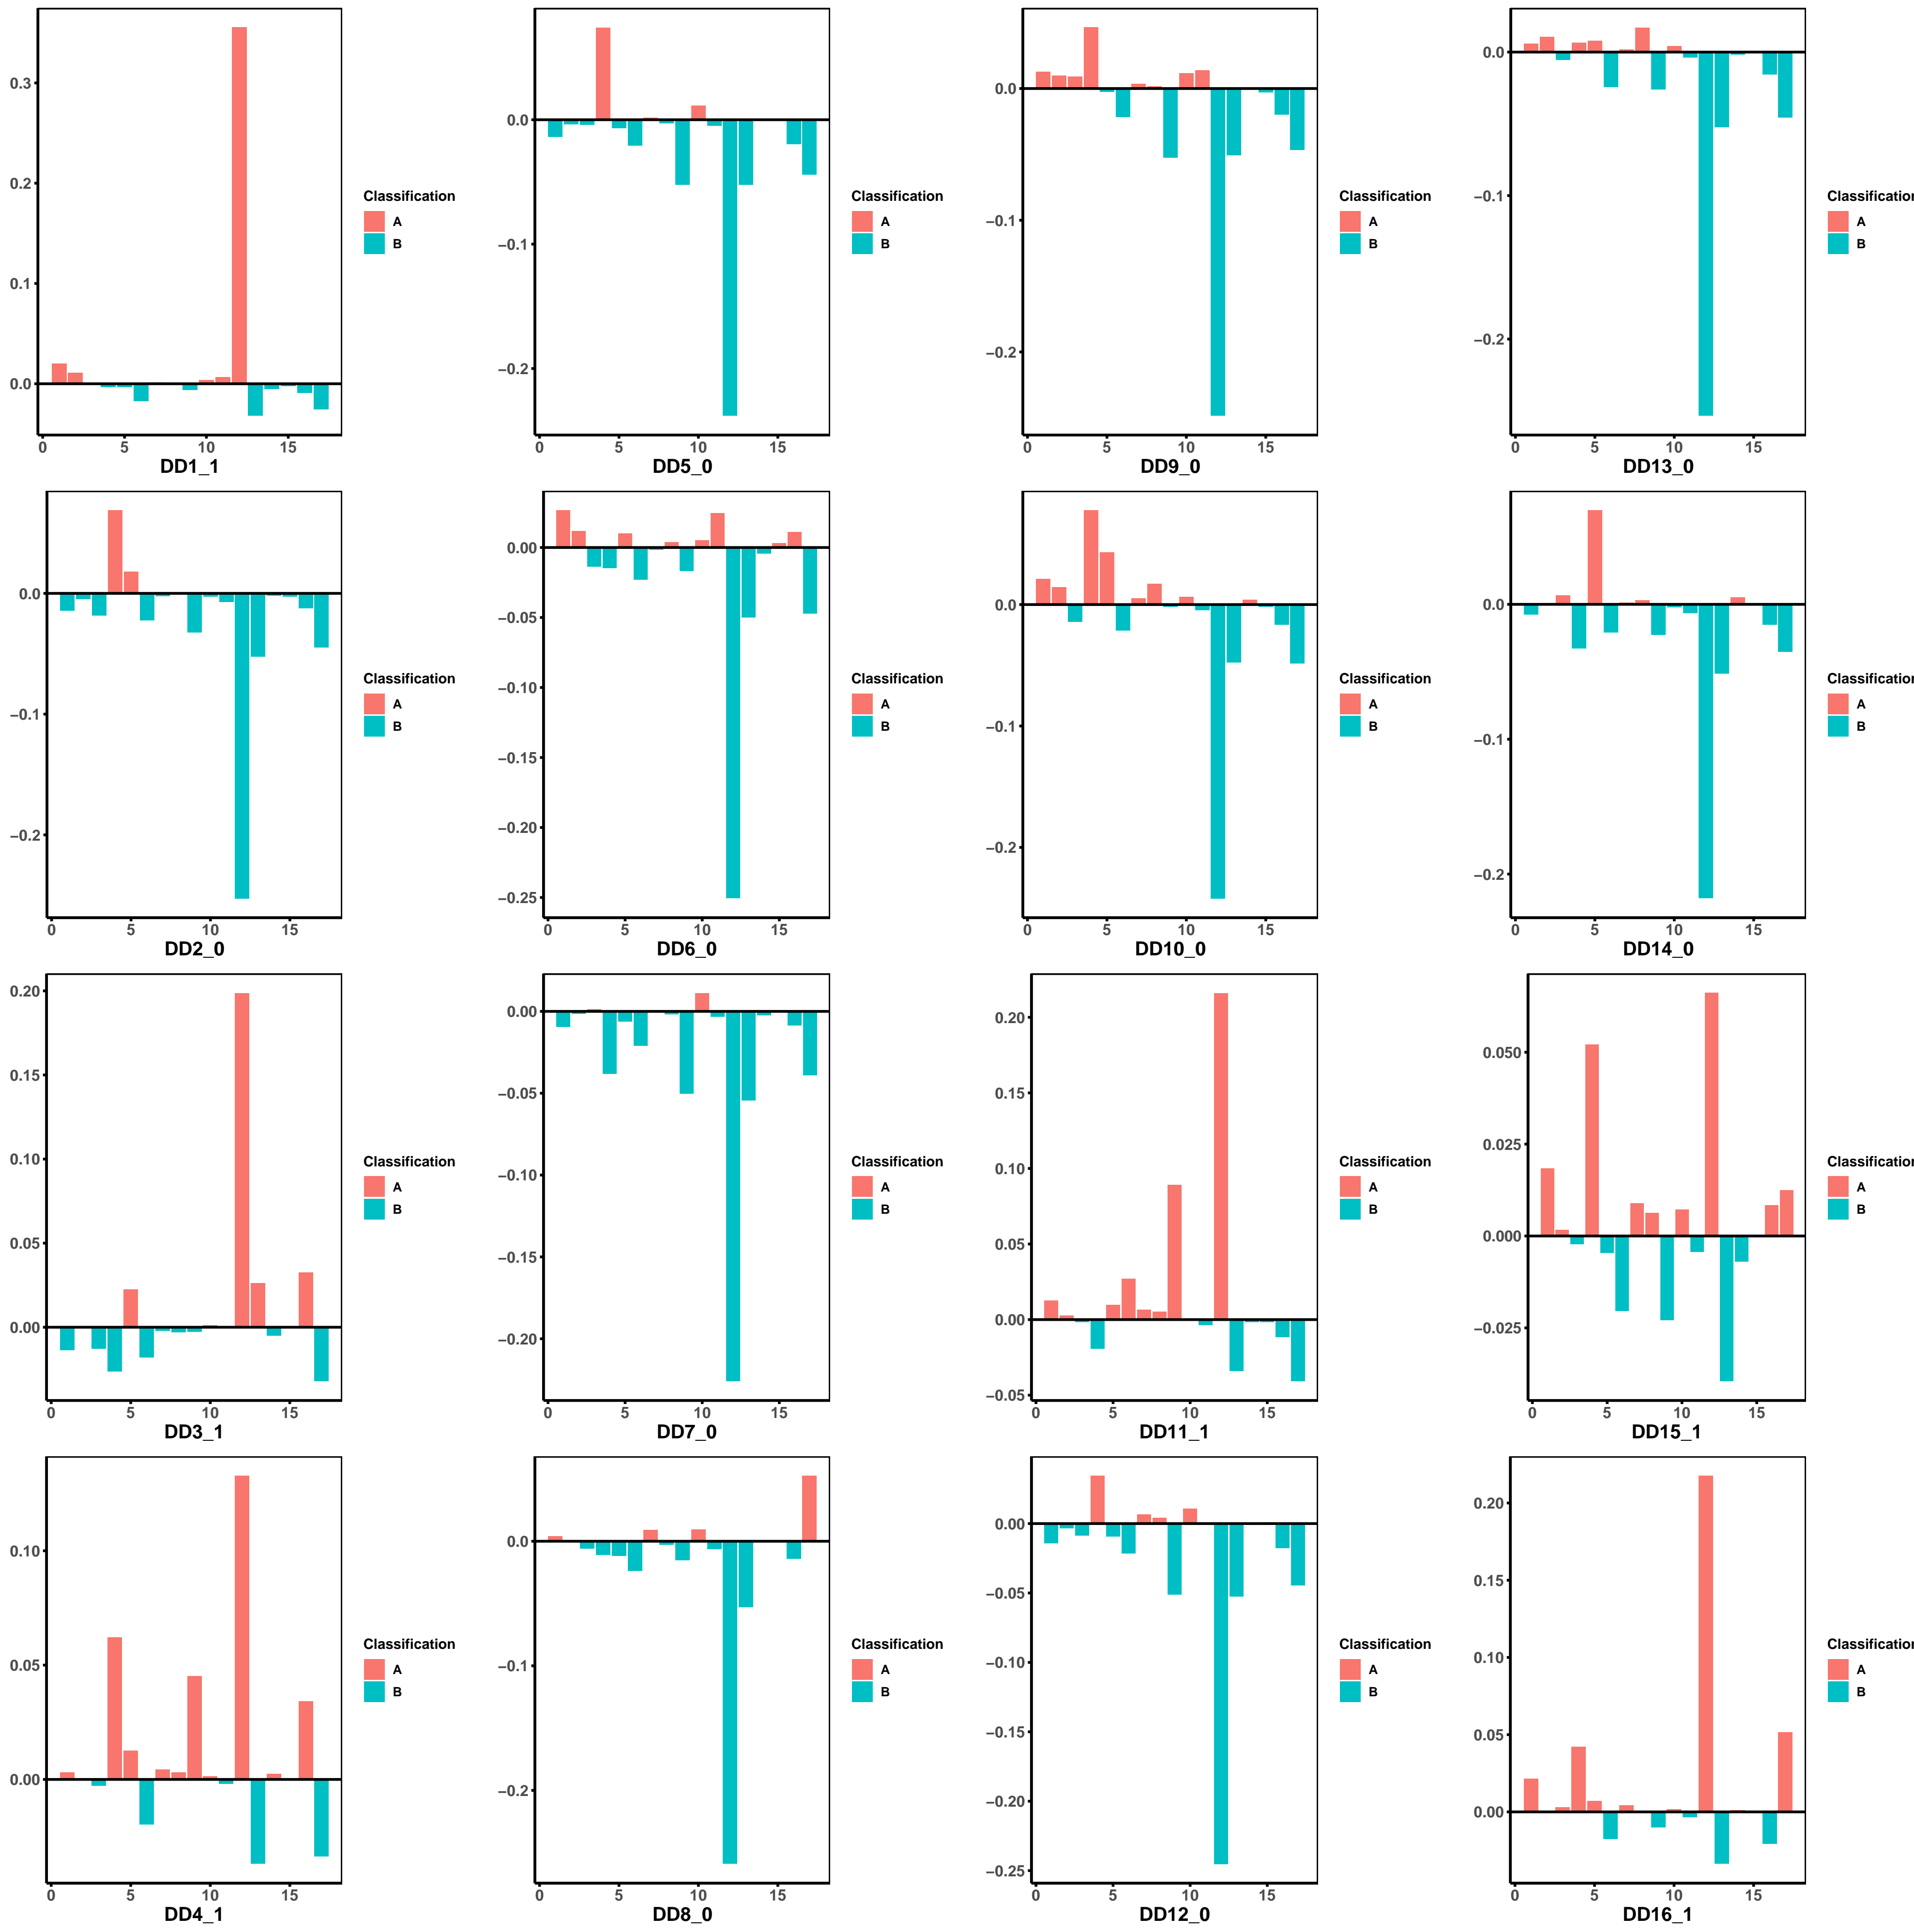 0.3
0.2
0.1
0.0
0 5 10 15
DD1_1
Classification
A
B
0.0
−0.1
−0.2
0 5 10 15
DD5_0
Classification
A
B
0.0
−0.1
−0.2
0 5 10 15
DD9_0
Classification
A
B
0.0
−0.1
−0.2
0 5 10 15
DD13_0
Classification
A
B
0.0
−0.1
−0.2
0 5 10 15
DD2_0
Classification
A
B
0.00
−0.05
−0.10
−0.15
−0.20
−0.25
0 5 10 15
DD6_0
Classification
A
B
0.0
−0.1
−0.2
0 5 10 15
DD10_0
Classification
A
B
0.0
−0.1
−0.2
0 5 10 15
DD14_0
Classification
A
B
0.20
0.15
0.10
0.05
0.00
0 5 10 15
DD3_1
Classification
A
B
0.00
−0.05
−0.10
−0.15
−0.20
0 5 10 15
DD7_0
Classification
A
B
0.20
0.15
0.10
0.05
0.00
−0.05
0 5 10 15
DD11_1
Classification
A
B
0.050
0.025
0.000
−0.025
0 5 10 15
DD15_1
Classification
A
B
0.10
0.05
0.00
0 5 10 15
DD4_1
Classification
A
B
0.0
−0.1
−0.2
0 5 10 15
DD8_0
Classification
A
B
0.00
−0.05
−0.10
−0.15
−0.20
−0.25
0 5 10 15
DD12_0
Classification
A
B
0.20
0.15
0.10
0.05
0.00
0 5 10 15
DD16_1
Classification
A
B